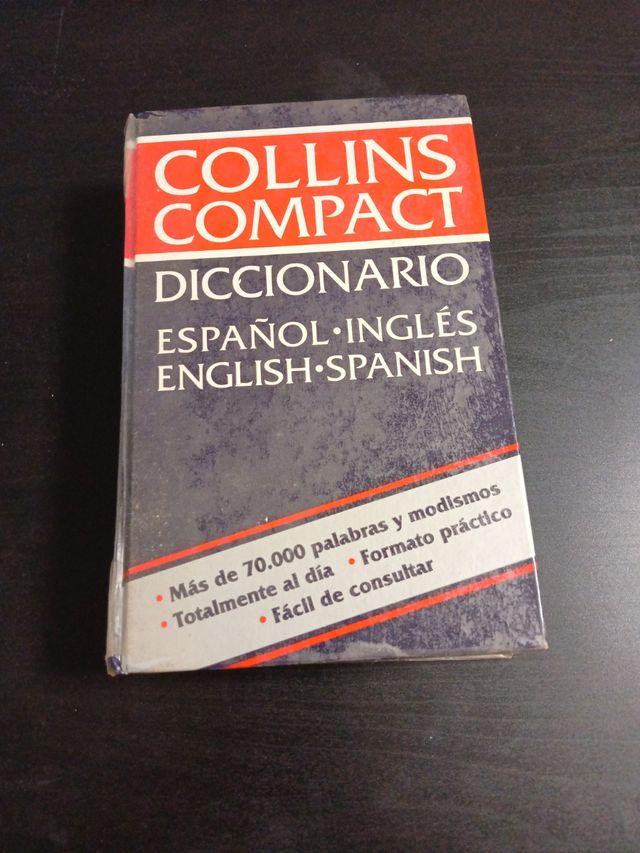 COLLINS
COMPACT
DICCIONARIO
ESPAÑOL·INGLÉS
ENGLISH·SPANISH
• Más de 70.000 palabras y modismos
• Totalmente al día • Formato práctico
• Fácil de consultar